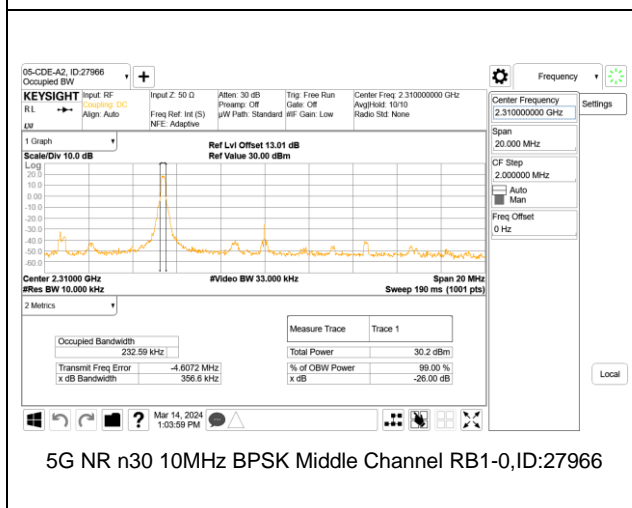 05-CDE-A2, ID:27966
Occupied BW
Frequency
KEYSIGHT
RL
Input: RF
Coupling: DC
Align: Auto
Input Z: 50 Ω
Freq Ref: Int (S)
NFE: Adaptive
Atten: 30 dB
Preamp: Off
µW Path: Standard
Trig: Free Run
Gate: Off
#IF Gain: Low
Center Freq: 2.310000000 GHz
Avg|Hold: 10/10
Radio Std: None
Center Frequency
2.310000000 GHz
Settings
Span
20.000 MHz
CF Step
2.000000 MHz
Auto
Man
Freq Offset
0 Hz
1 Graph
Scale/Div 10.0 dB
Ref Lvl Offset 13.01 dB
Ref Value 30.00 dBm
Log
20.0
10.0
0.00
-10.0
-20.0
-30.0
-40.0
-50.0
-60.0
Center 2.31000 GHz
#Video BW 33.000 kHz
Span 20 MHz
#Res BW 10.000 kHz
Sweep 190 ms (1001 pts)
2 Metrics
Occupied Bandwidth
232.59 kHz
Transmit Freq Error -4.6072 MHz
x dB Bandwidth 356.6 kHz
Measure Trace Trace 1
Total Power 30.2 dBm
% of OBW Power 99.00 %
x dB -26.00 dB
Local
Mar 14, 2024
1:03:59 PM
5G NR n30 10MHz BPSK Middle Channel RB1-0,ID:27966